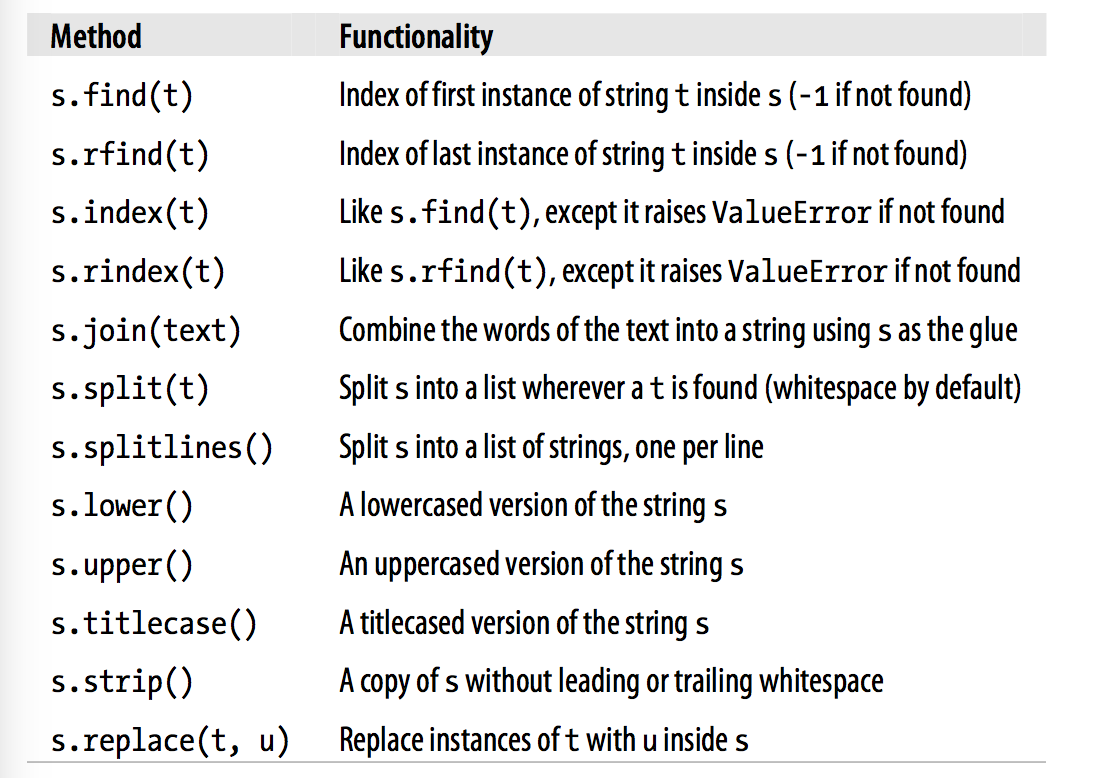 Method Functionality
s.find(t) Index of first instance of string t inside s (-1 if not found)
s.rfind(t) Index of last instance of string t inside s (-1 if not found)
s.index(t) Like s.find(t), except it raises ValueError if not found
s.rindex(t) Like s.rfind(t), except it raises ValueError if not found
s.join(text) Combine the words of the text into a string using s as the glue
s.split(t) Split s into a list wherever a t is found (whitespace by default)
s.splitlines() Split s into a list of strings, one per line
s.lower() A lowercased version of the string s
s.upper() An uppercased version of the string s
s.titlecase() A titlecased version of the string s
s.strip() A copy of s without leading or trailing whitespace
s.replace(t, u) Replace instances of t with u inside s